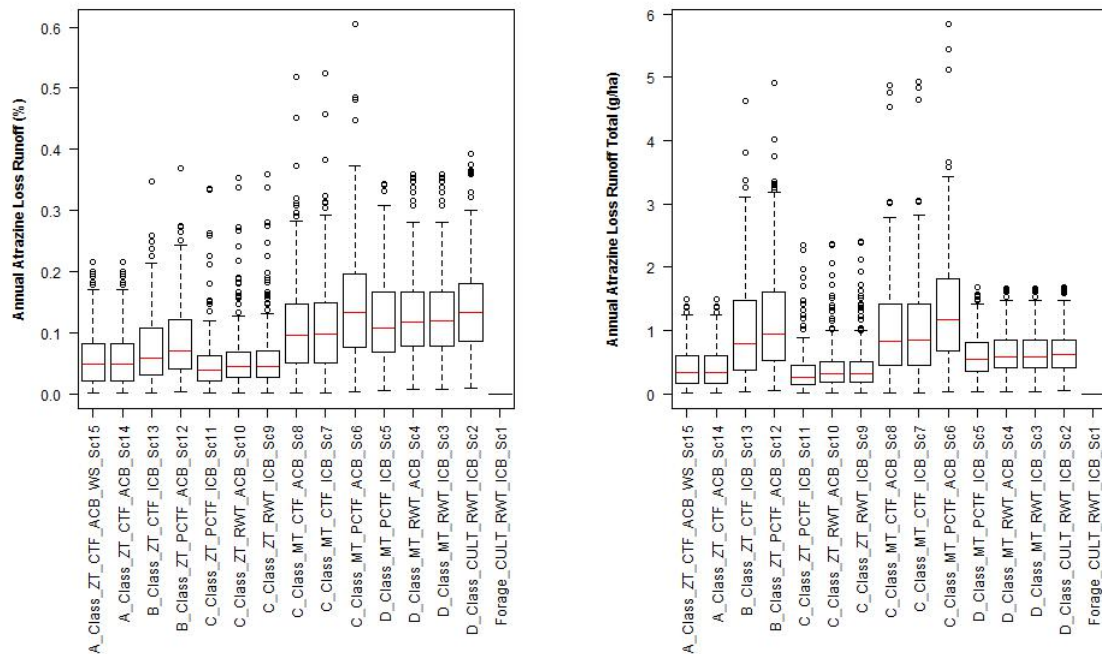 Annual Atrazine Loss Runoff (%)
0.6
0.5
0.4
0.3
0.2
0.1
0.0
A_Class_ZT_CTF_ACB_WS_Sc15
A_Class_ZT_CTF_ACB_Sc14
B_Class_ZT_CTF_ICB_Sc13
B_Class_ZT_PCTF_ACB_Sc12
C_Class_ZT_PCTF_ICB_Sc11
C_Class_ZT_RWT_ACB_Sc10
C_Class_ZT_RWT_ICB_Sc9
C_Class_MT_CTF_ACB_Sc8
C_Class_MT_CTF_ICB_Sc7
C_Class_MT_PCTF_ACB_Sc6
D_Class_MT_PCTF_ICB_Sc5
D_Class_MT_RWT_ACB_Sc4
D_Class_MT_RWT_ICB_Sc3
D_Class_CULT_RWT_ICB_Sc2
Forage_CULT_RWT_ICB_Sc1
Annual Atrazine Loss Runoff Total (g/ha)
6
5
4
3
2
1
0
A_Class_ZT_CTF_ACB_WS_Sc15
A_Class_ZT_CTF_ACB_Sc14
B_Class_ZT_CTF_ICB_Sc13
B_Class_ZT_PCTF_ACB_Sc12
C_Class_ZT_PCTF_ICB_Sc11
C_Class_ZT_RWT_ACB_Sc10
C_Class_ZT_RWT_ICB_Sc9
C_Class_MT_CTF_ACB_Sc8
C_Class_MT_CTF_ICB_Sc7
C_Class_MT_PCTF_ACB_Sc6
D_Class_MT_PCTF_ICB_Sc5
D_Class_MT_RWT_ACB_Sc4
D_Class_MT_RWT_ICB_Sc3
D_Class_CULT_RWT_ICB_Sc2
Forage_CULT_RWT_ICB_Sc1